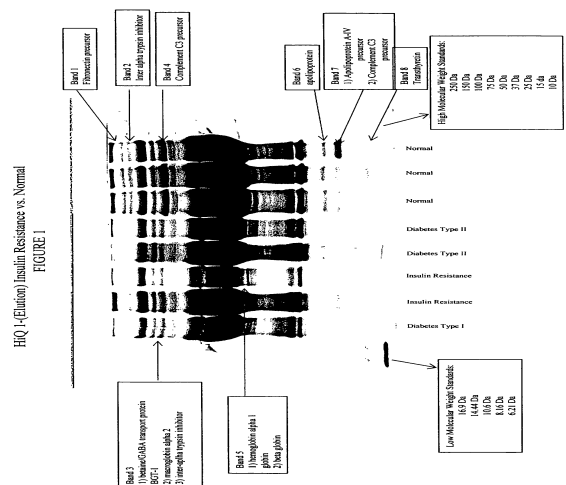 HiQ 1-(Elution) Insulin Resistance vs. Normal
FIGURE 1
Band 1
Fibronectin precursor
Band 2
Inter alpha trypsin inhibitor
Band 4
Complement C3 precursor
Band 6
apolipoprotein
Band 7
1) Apolipoprotein A-IV
precursor
2) Complement C3
precursor
Band 8
Transthyretin
High Molecular Weight Standards:
250 Da
150 Da
100 Da
75 Da
50 Da
37 Da
25 Da
15 da
10 Da
Normal
Normal
Normal
Diabetes Type II
Diabetes Type II
Insulin Resistance
Insulin Resistance
Diabetes Type I
Band 3
1) betaine/GABA transport protein
BGT-1
2) macroglobin alpha 2
3) inter-aplha trypsin inhibitor
Band 5
1) hemoglobin alpha 1
globin
2) beta globin
Low Molecular Weight Standards:
16.9 Da
14.44 Da
10.6 Da
8.16 Da
6.21 Da